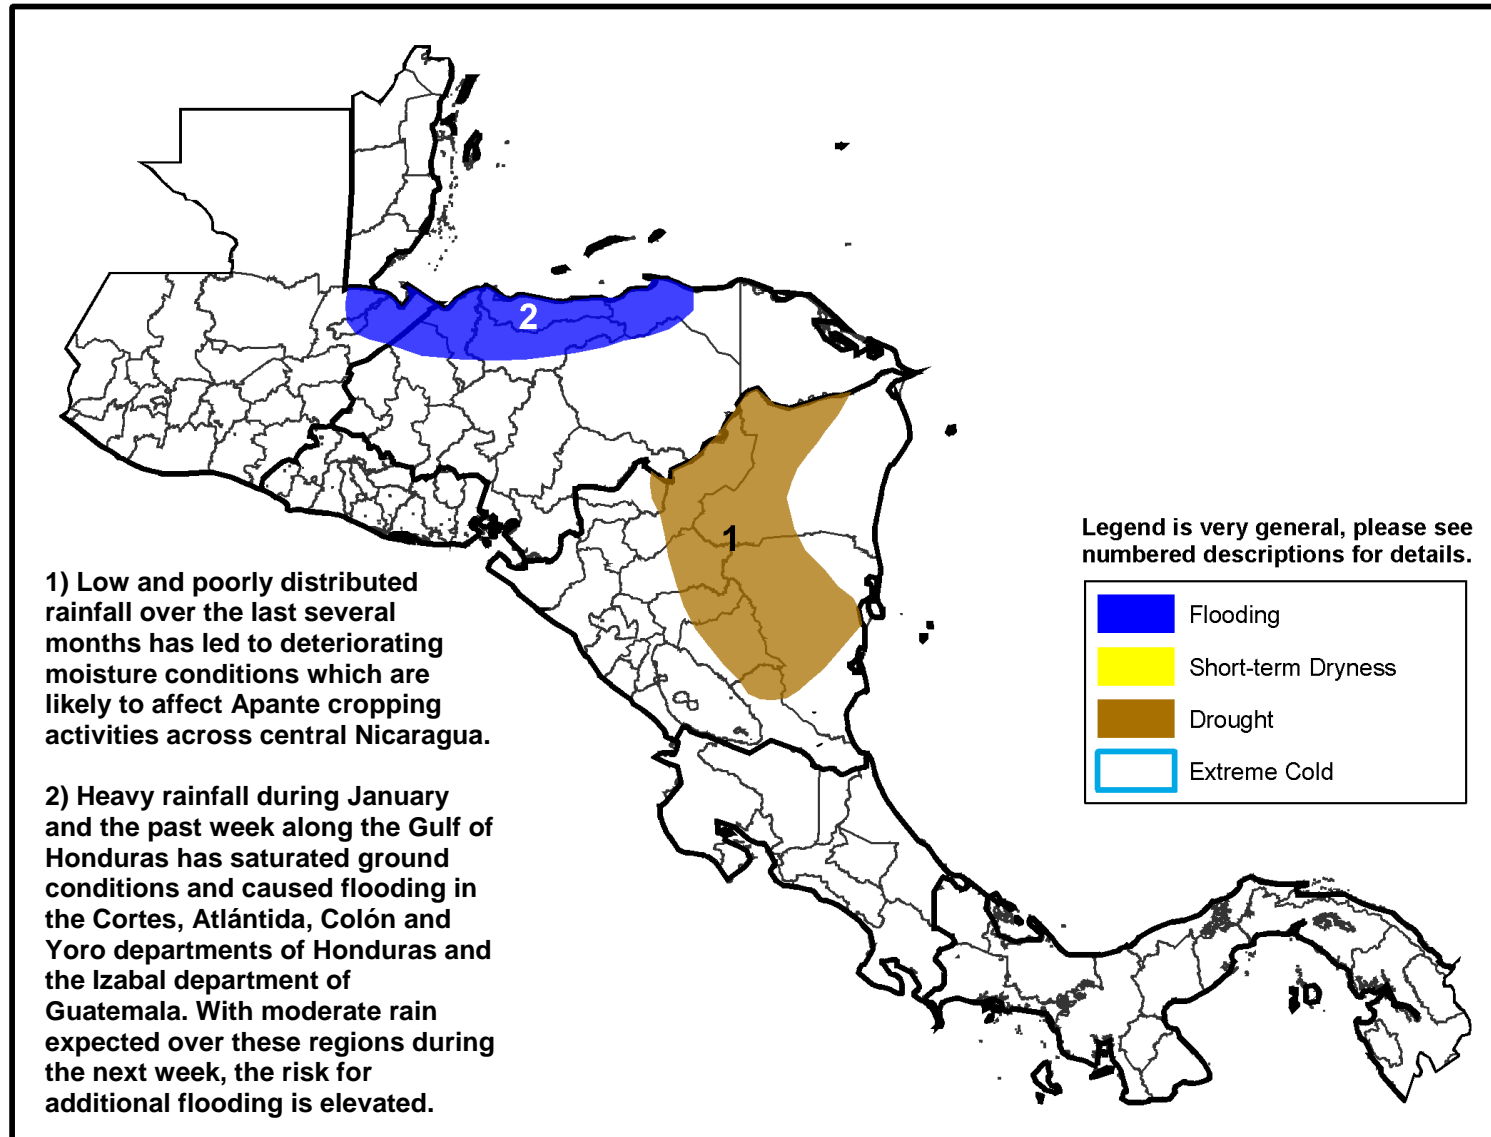 2
1
Legend is very general, please see
numbered descriptions for details.
Flooding
Short-term Dryness
Drought
Extreme Cold
1) Low and poorly distributed
rainfall over the last several
months has led to deteriorating
moisture conditions which are
likely to affect Apante cropping
activities across central Nicaragua.
2) Heavy rainfall during January
and the past week along the Gulf of
Honduras has saturated ground
conditions and caused flooding in
the Cortes, Atlántida, Colón and
Yoro departments of Honduras and
the Izabal department of
Guatemala. With moderate rain
expected over these regions during
the next week, the risk for
additional flooding is elevated.